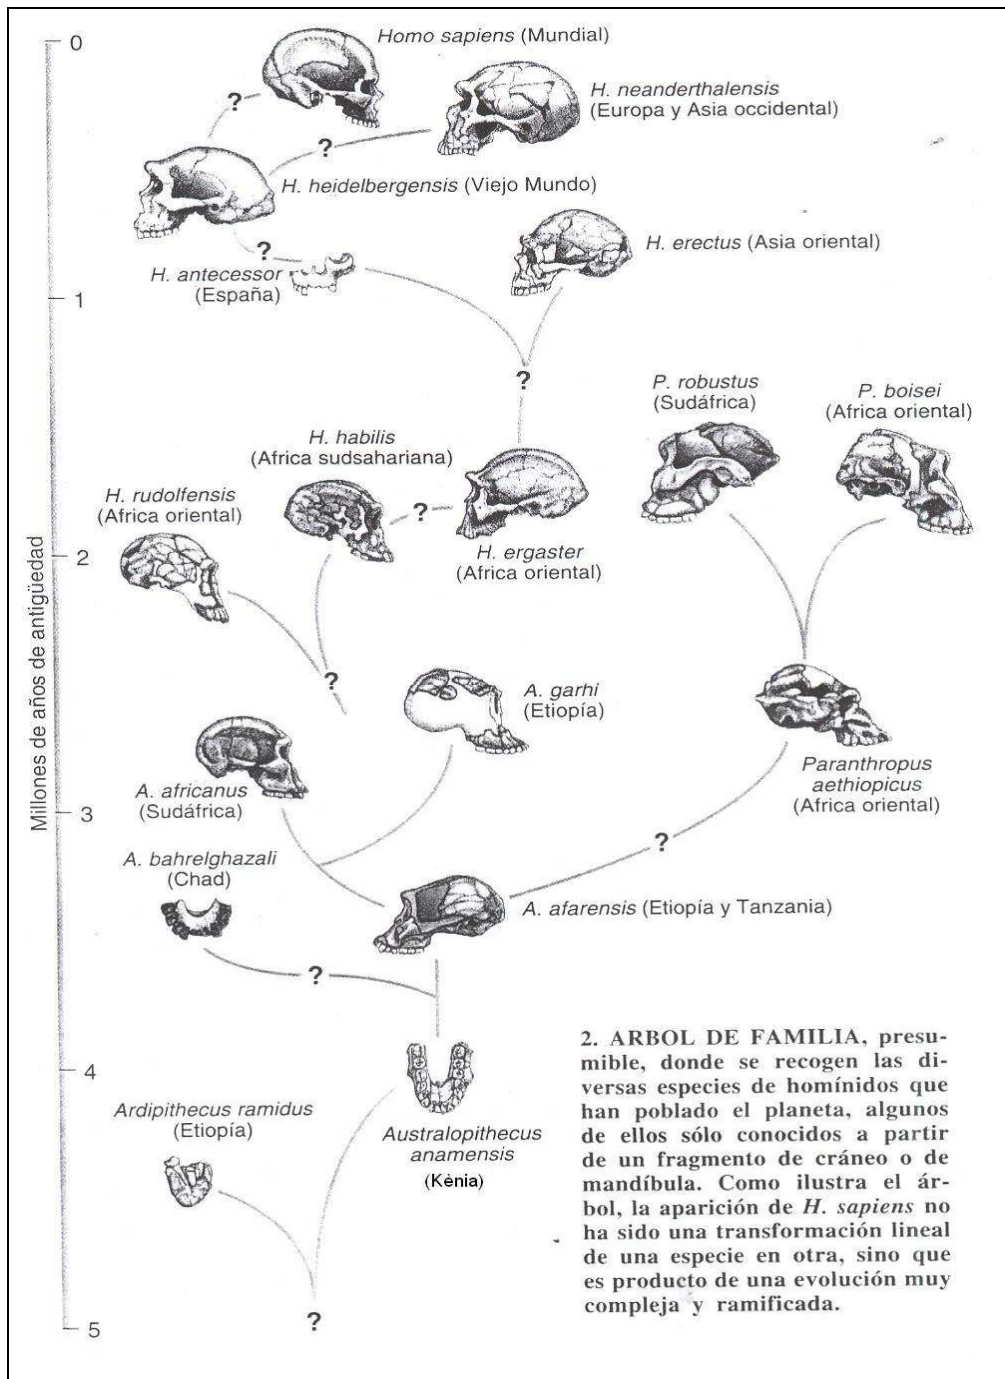 0
Homo sapiens (Mundial)
H. neanderthalensis
(Europa y Asia occidental)
?
?
H. heidelbergensis (Viejo Mundo)
?
H. antecessor
(España)
H. erectus (Asia oriental)
1
?
P. robustus
(Sudáfrica)
P. boisei
(Africa oriental)
H. habilis
(Africa sudsahariana)
H. rudolfensis
(Africa oriental)
?
H. ergaster
(Africa oriental)
2
Millones de años de antigüedad
?
A. garhi
(Etiopía)
A. africanus
(Sudáfrica)
Paranthropus
aethiopicus
(Africa oriental)
3
?
A. bahrelghazali
(Chad)
A. afarensis (Etiopía y Tanzania)
?
4
Ardipithecus ramidus
(Etiopía)
Australopithecus
anamensis
(Kènia)
?
5
2. ARBOL DE FAMILIA, presu-
mible, donde se recogen las di-
versas especies de homínidos que
han poblado el planeta, algunos
de ellos sólo conocidos a partir
de un fragmento de cráneo o de
mandíbula. Como ilustra el ár-
bol, la aparición de H. sapiens no
ha sido una transformación lineal
de una especie en otra, sino que
es producto de una evolución muy
compleja y ramificada.